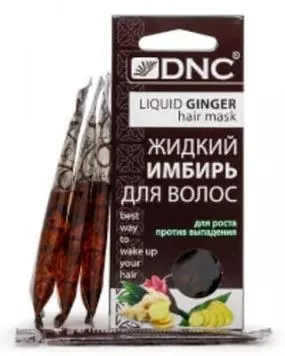 DNC®
LIQUID GINGER
hair mask
ЖИДКИЙ
ИМБИРЬ
ДЛЯ ВОЛОС
для роста
против выпадения
best
way
to
wake up
your
hair